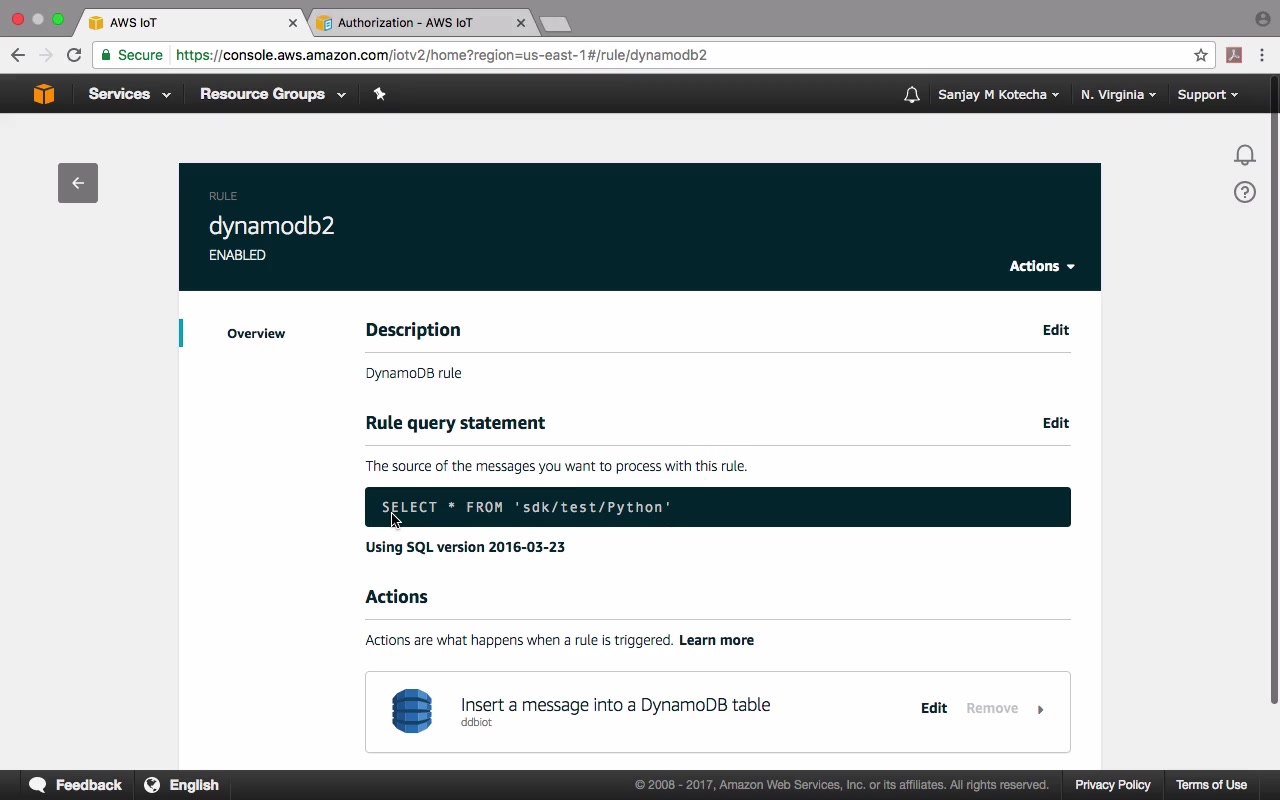 AWS IoT
Authorization - AWS IoT
Secure https://console.aws.amazon.com/iotv2/home?region=us-east-1#/rule/dynamodb2
Services Resource Groups Sanjay M Kotecha N. Virginia Support
RULE
dynamodb2
ENABLED
Actions
Overview
Description Edit
DynamoDB rule
Rule query statement Edit
The source of the messages you want to process with this rule.
SELECT * FROM 'sdk/test/Python'
Using SQL version 2016-03-23
Actions
Actions are what happens when a rule is triggered. Learn more
Insert a message into a DynamoDB table
ddbiot
Edit Remove
Feedback English © 2008 - 2017, Amazon Web Services, Inc. or its affiliates. All rights reserved. Privacy Policy Terms of Use